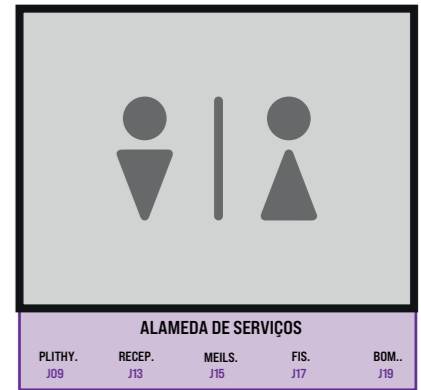 ALAMEDA DE SERVIÇOS
PLITHY. RECEP. MEILS. FIS. BOM..
J09 J13 J15 J17 J19